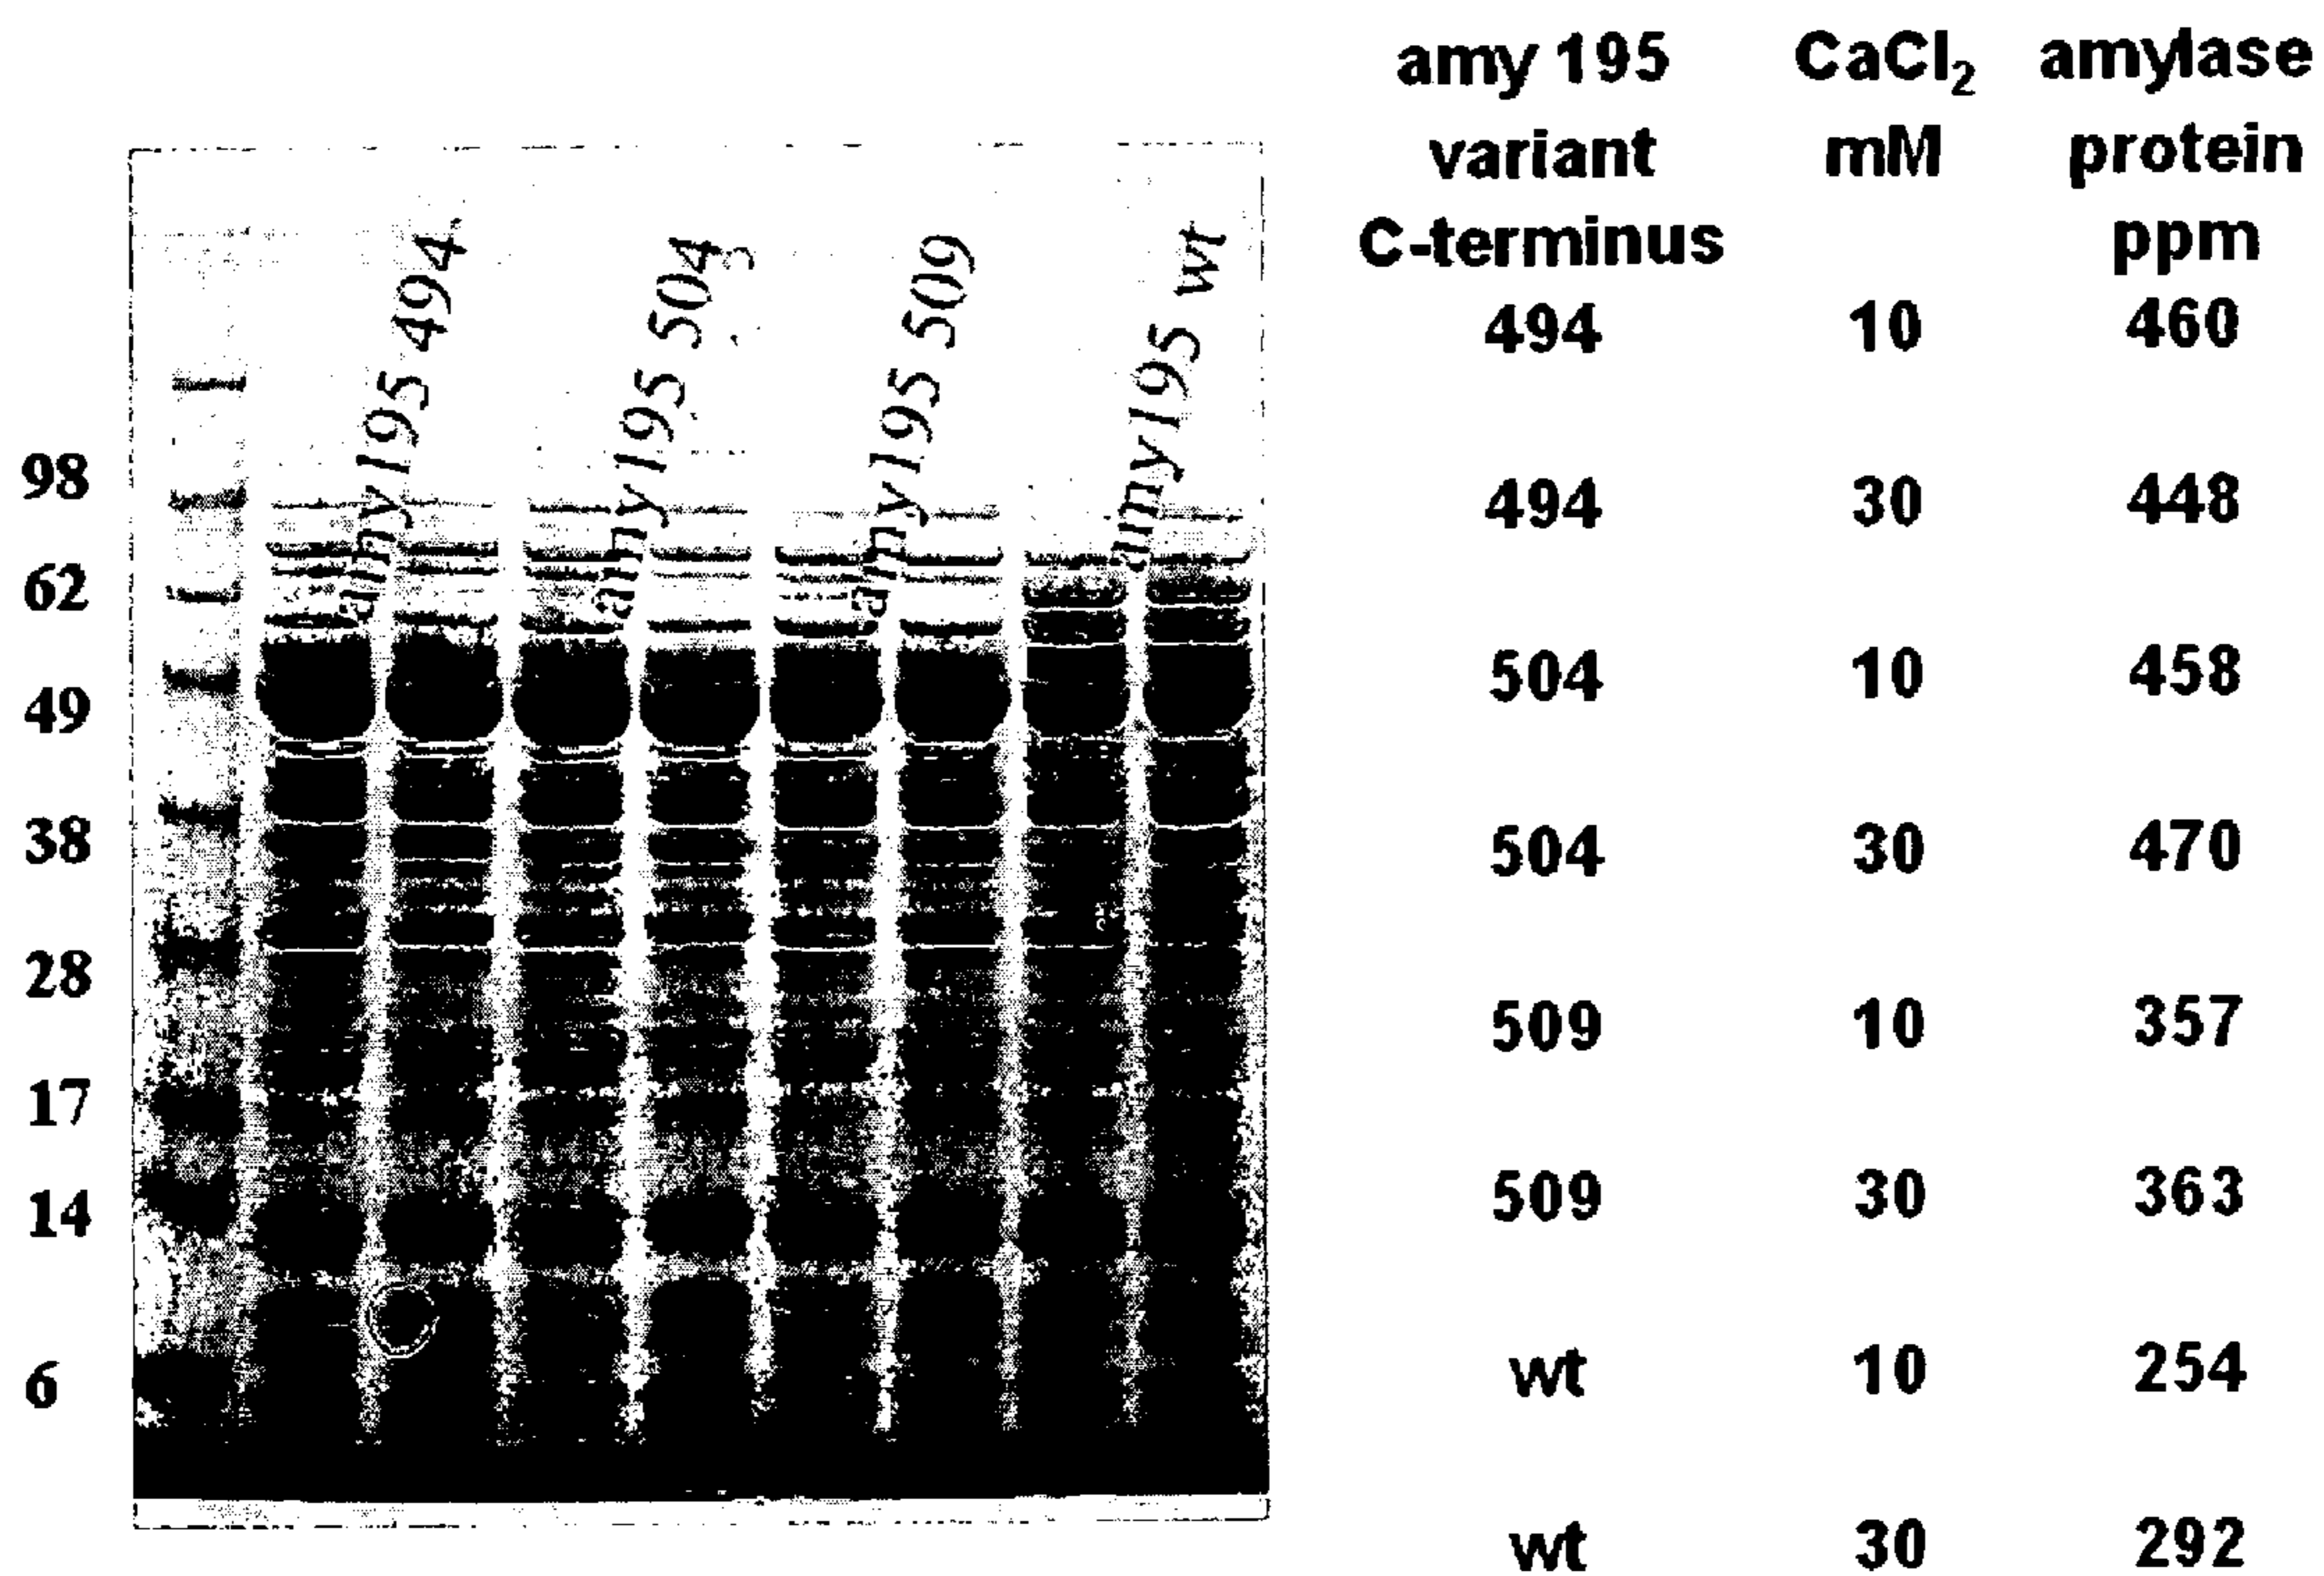 amy195 494
amy195 504
amy195 509
amy195 wt
98
62
49
38
28
17
14
6
amy 195 CaCl₂ amylase
variant mM protein
C-terminus ppm
494 10 460
494 30 448
504 10 458
504 30 470
509 10 357
509 30 363
wt 10 254
wt 30 292